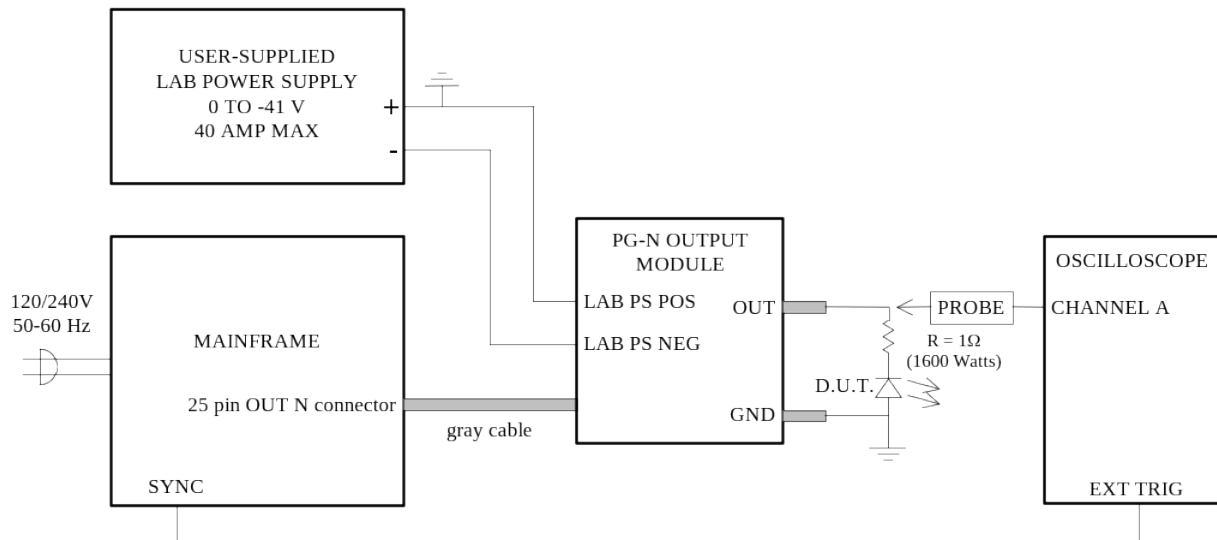 USER-SUPPLIED
LAB POWER SUPPLY
0 TO -41 V
40 AMP MAX
+
-
120/240V
50-60 Hz
MAINFRAME
25 pin OUT N connector
SYNC
gray cable
PG-N OUTPUT
MODULE
LAB PS POS
LAB PS NEG
OUT
GND
PROBE
R = 1Ω
(1600 Watts)
D.U.T.
OSCILLOSCOPE
CHANNEL A
EXT TRIG